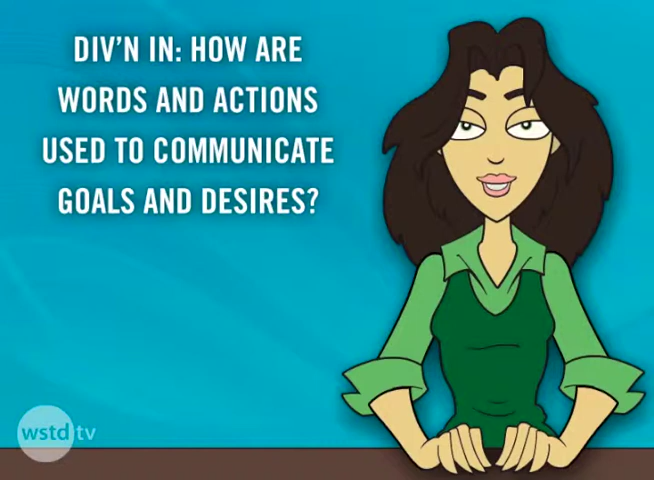 DIV'N IN: HOW ARE
WORDS AND ACTIONS
USED TO COMMUNICATE
GOALS AND DESIRES?
wstd tv